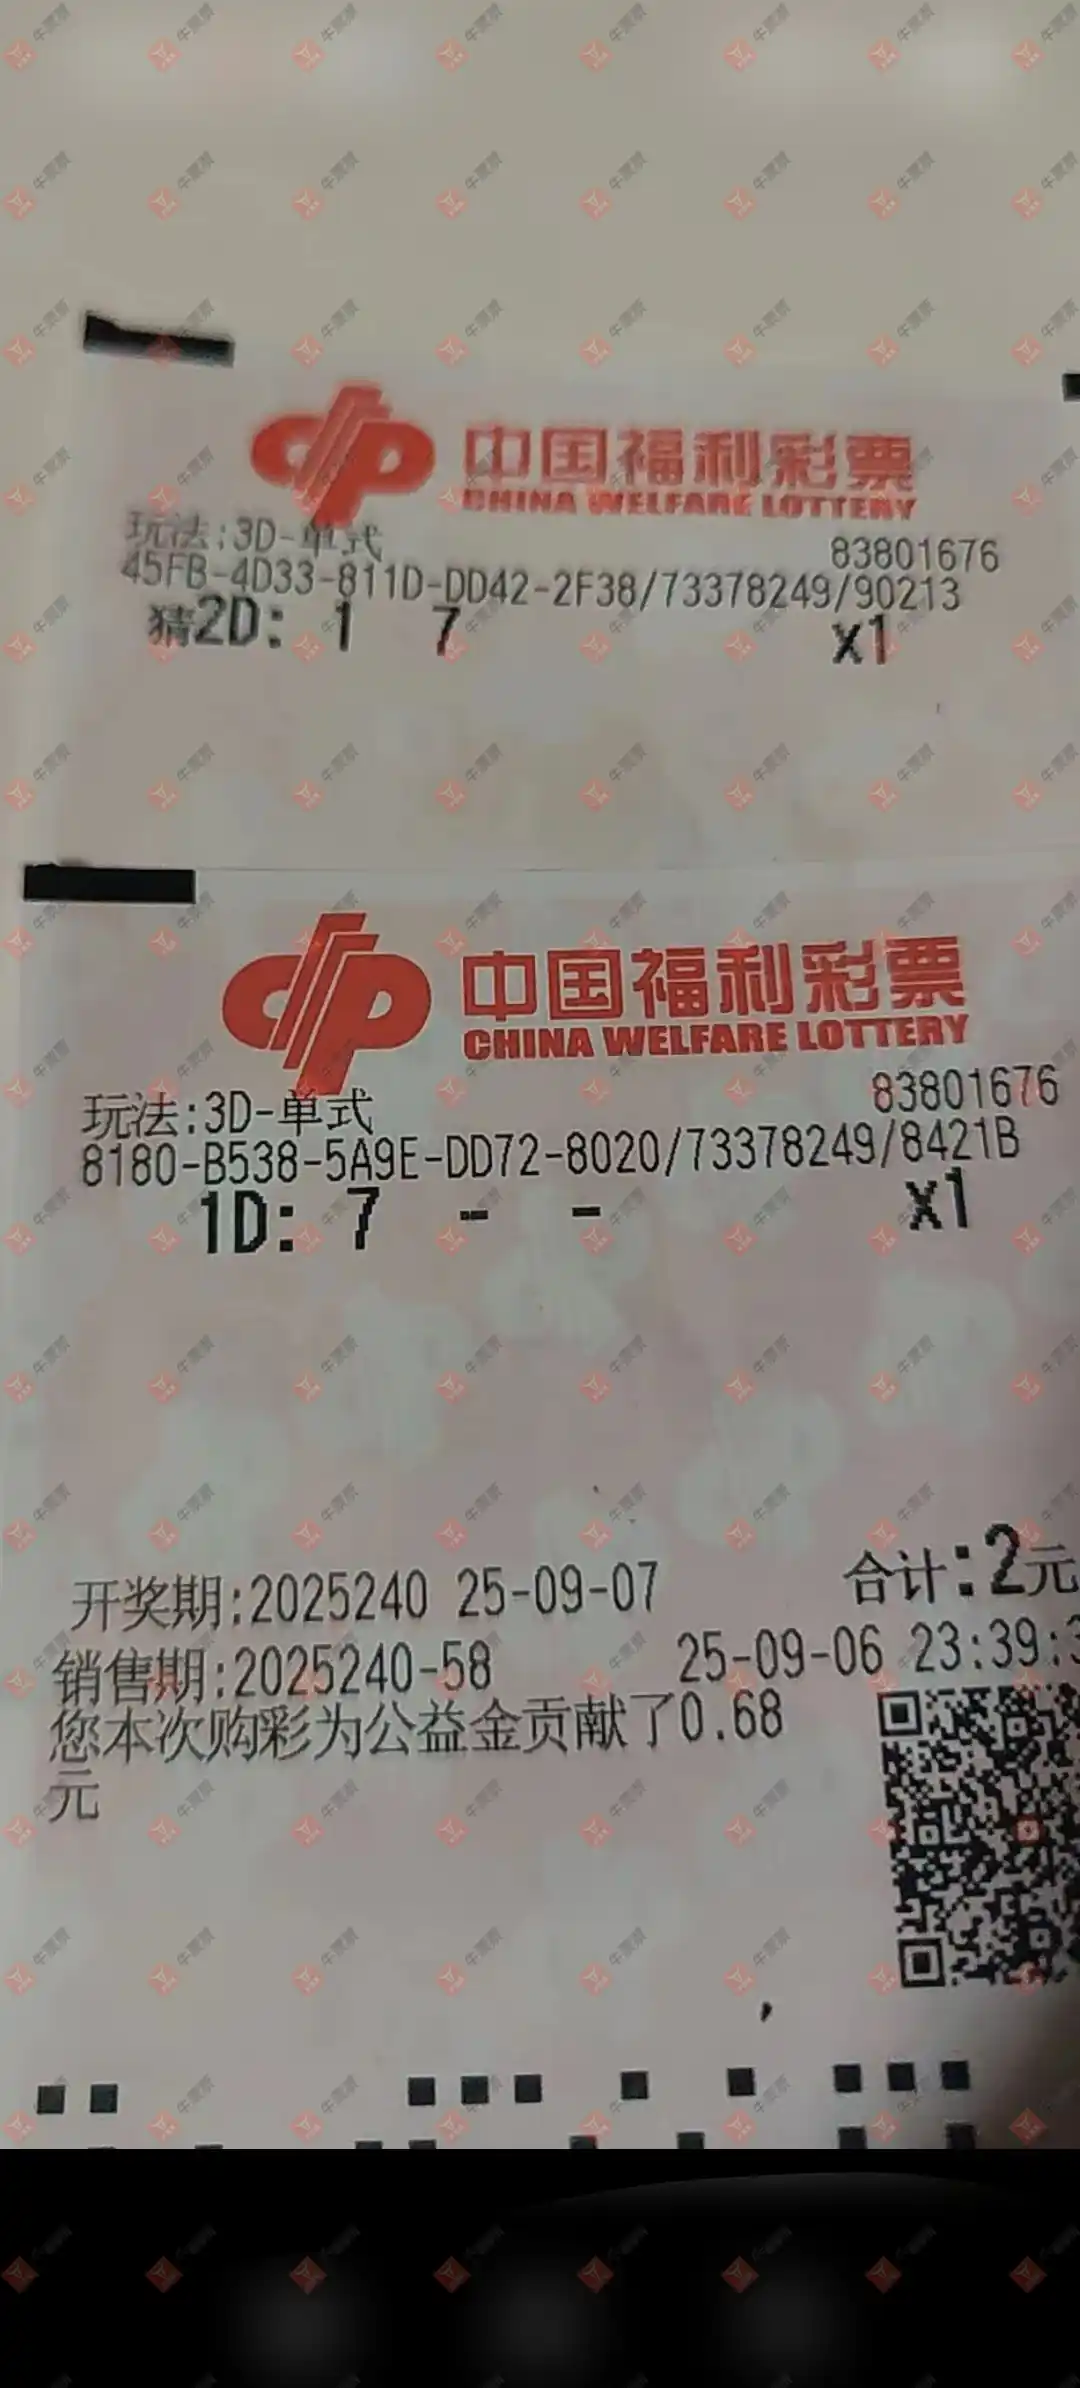 中国福利彩票
CHINA WELFARE LOTTERY
玩法:3D-单式
83801676
45FB-4D33-811D-DD42-2F38/73378249/90213
猜2D: 1 7 x1
中国福利彩票
CHINA WELFARE LOTTERY
玩法:3D-单式
83801676
8180-B538-5A9E-DD72-8020/73378249/8421B
1D: 7 - - x1
开奖期:2025240 25-09-07
合计:2元
销售期:2025240-58 25-09-06 23:39:3
您本次购彩为公益金贡献了0.68
元